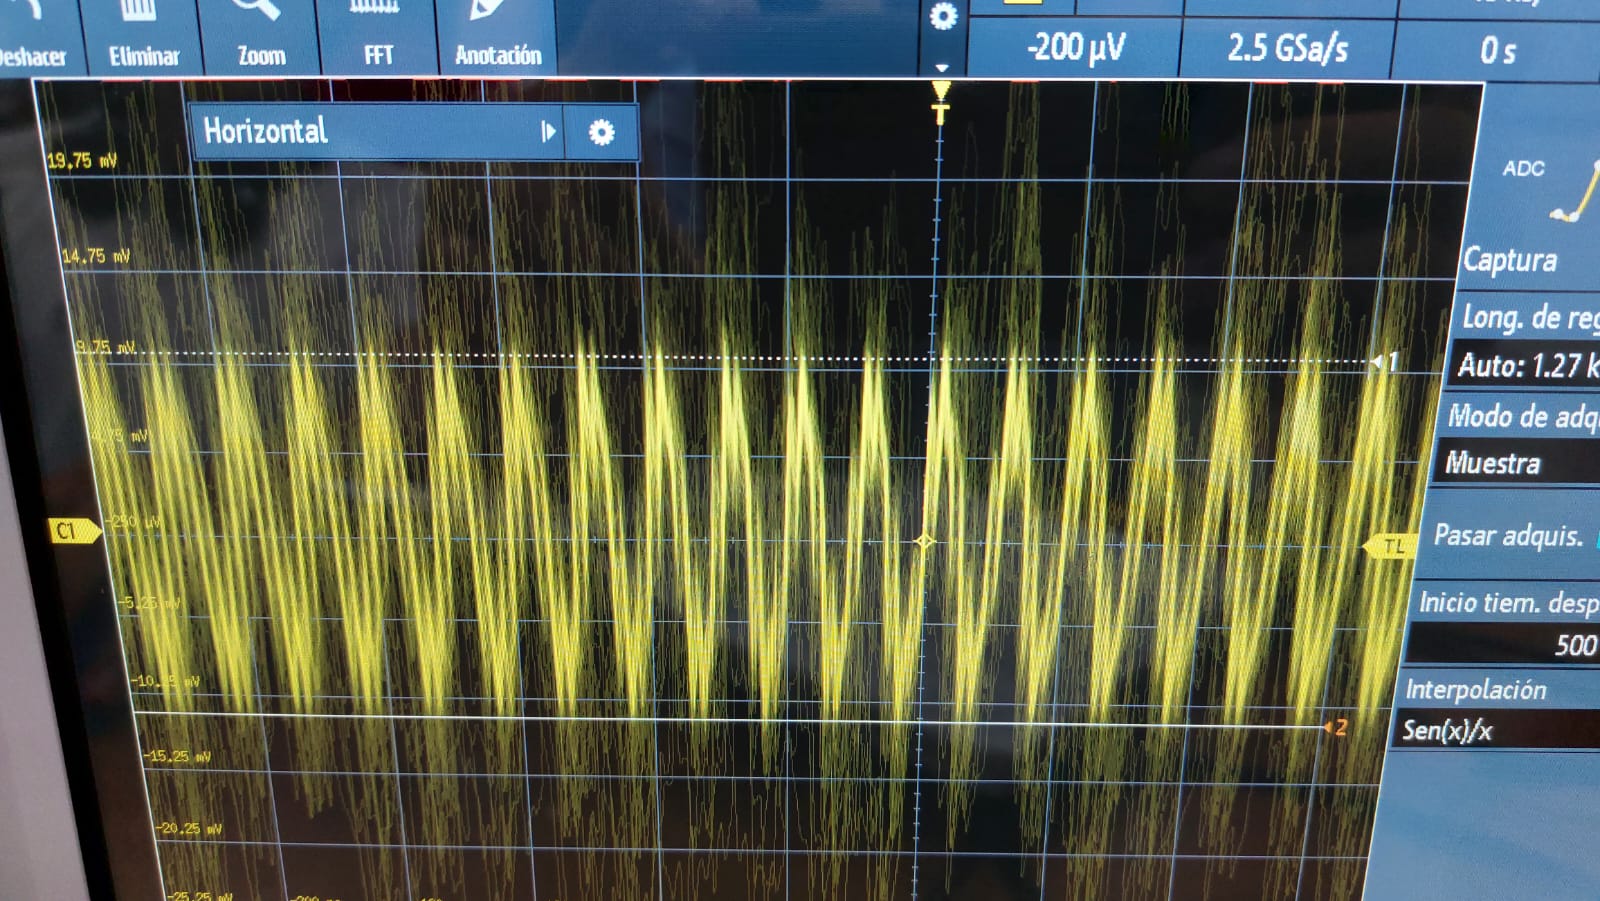 Deshacer
Eliminar
Zoom
FFT
Anotación
-200 µV
2.5 GSa/s
0 s
Horizontal
T
19.75 mV
14.75 mV
9.75 mV
4.75 mV
-250 µV
-5.25 mV
-10.25 mV
-15.25 mV
-20.25 mV
-25.25 mV
C1
1
TL
2
ADC
Captura
Long. de reg
Auto: 1.27 k
Modo de adq
Muestra
Pasar adquis.
Inicio tiem. desp
500
Interpolación
Sen(x)/x